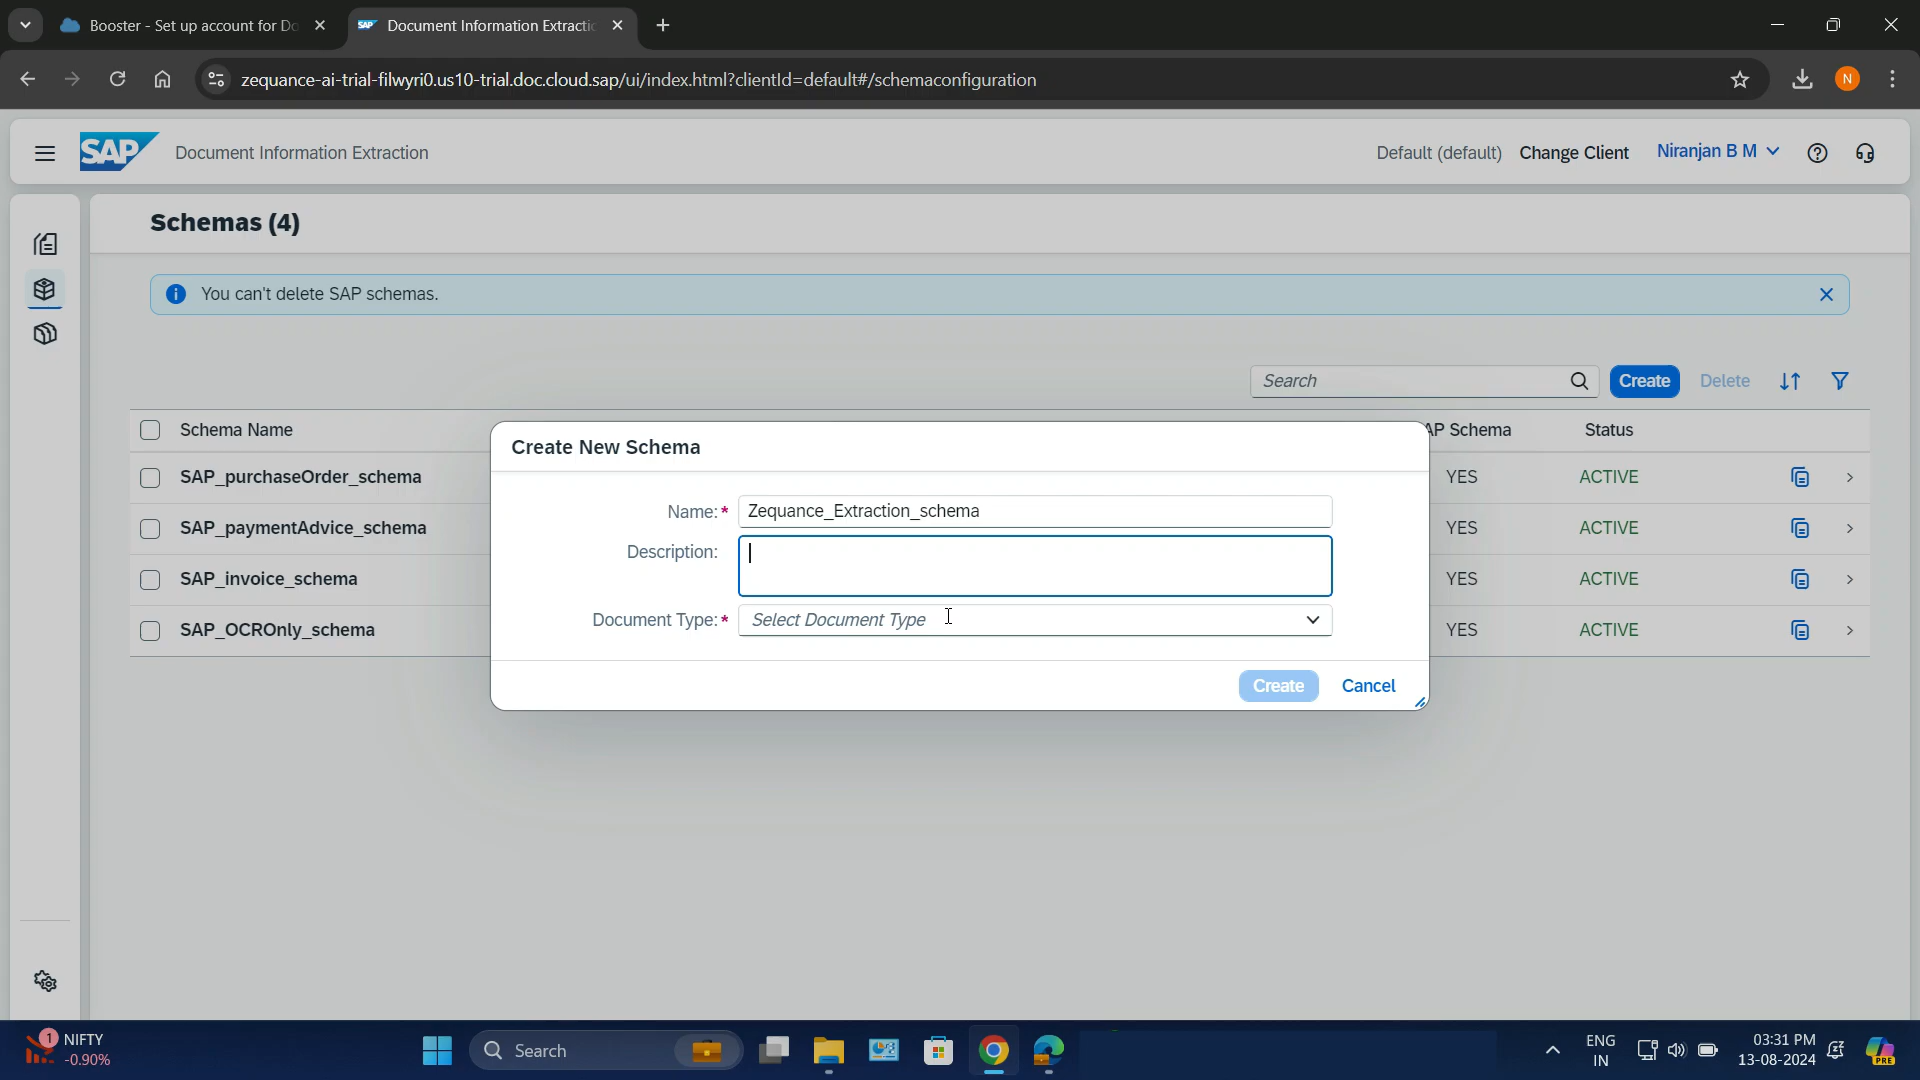 Booster - Set up account for Do
Document Information Extractio
zequance-ai-trial-filwyri0.us10-trial.doc.cloud.sap/ui/index.html?clientId=default#/schemaconfiguration
N
SAP
Document Information Extraction
Default (default)
Change Client
Niranjan B M
Schemas (4)
You can't delete SAP schemas.
Search
Create
Delete
Schema Name
AP Schema
Status
SAP_purchaseOrder_schema
YES
ACTIVE
SAP_paymentAdvice_schema
YES
ACTIVE
SAP_invoice_schema
YES
ACTIVE
SAP_OCROnly_schema
YES
ACTIVE
Create New Schema
Name:*
Zequance_Extraction_schema
Description:
Document Type:*
Select Document Type
Create
Cancel
1
NIFTY
-0.90%
Search
ENG
IN
03:31 PM
13-08-2024
PRE